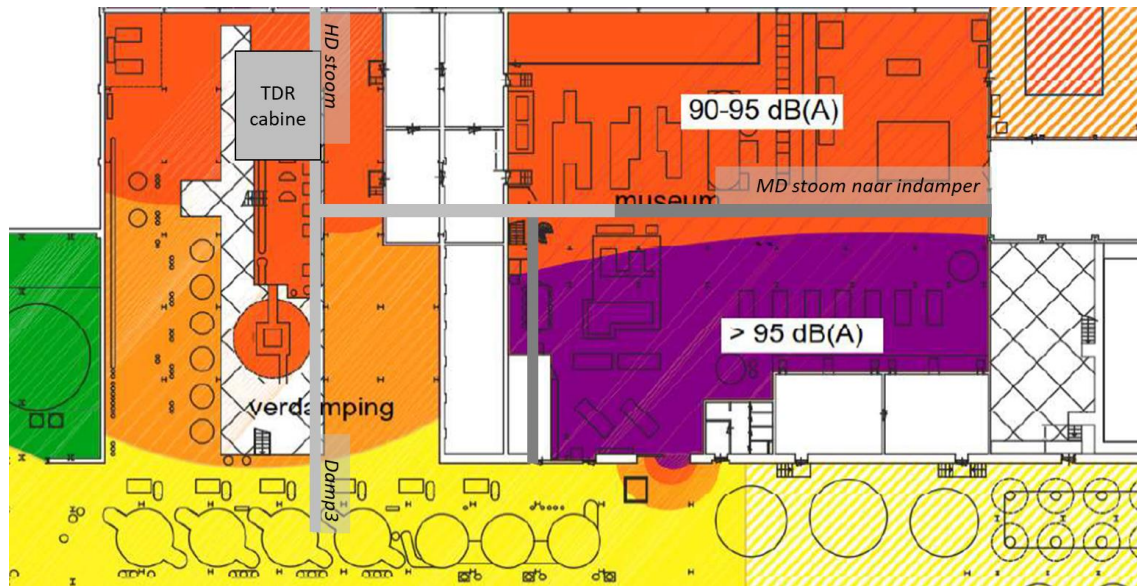 HD stoom
TDR
cabine
90-95 dB(A)
MD stoom naar indamper
museum
> 95 dB(A)
verdamping
Damp3